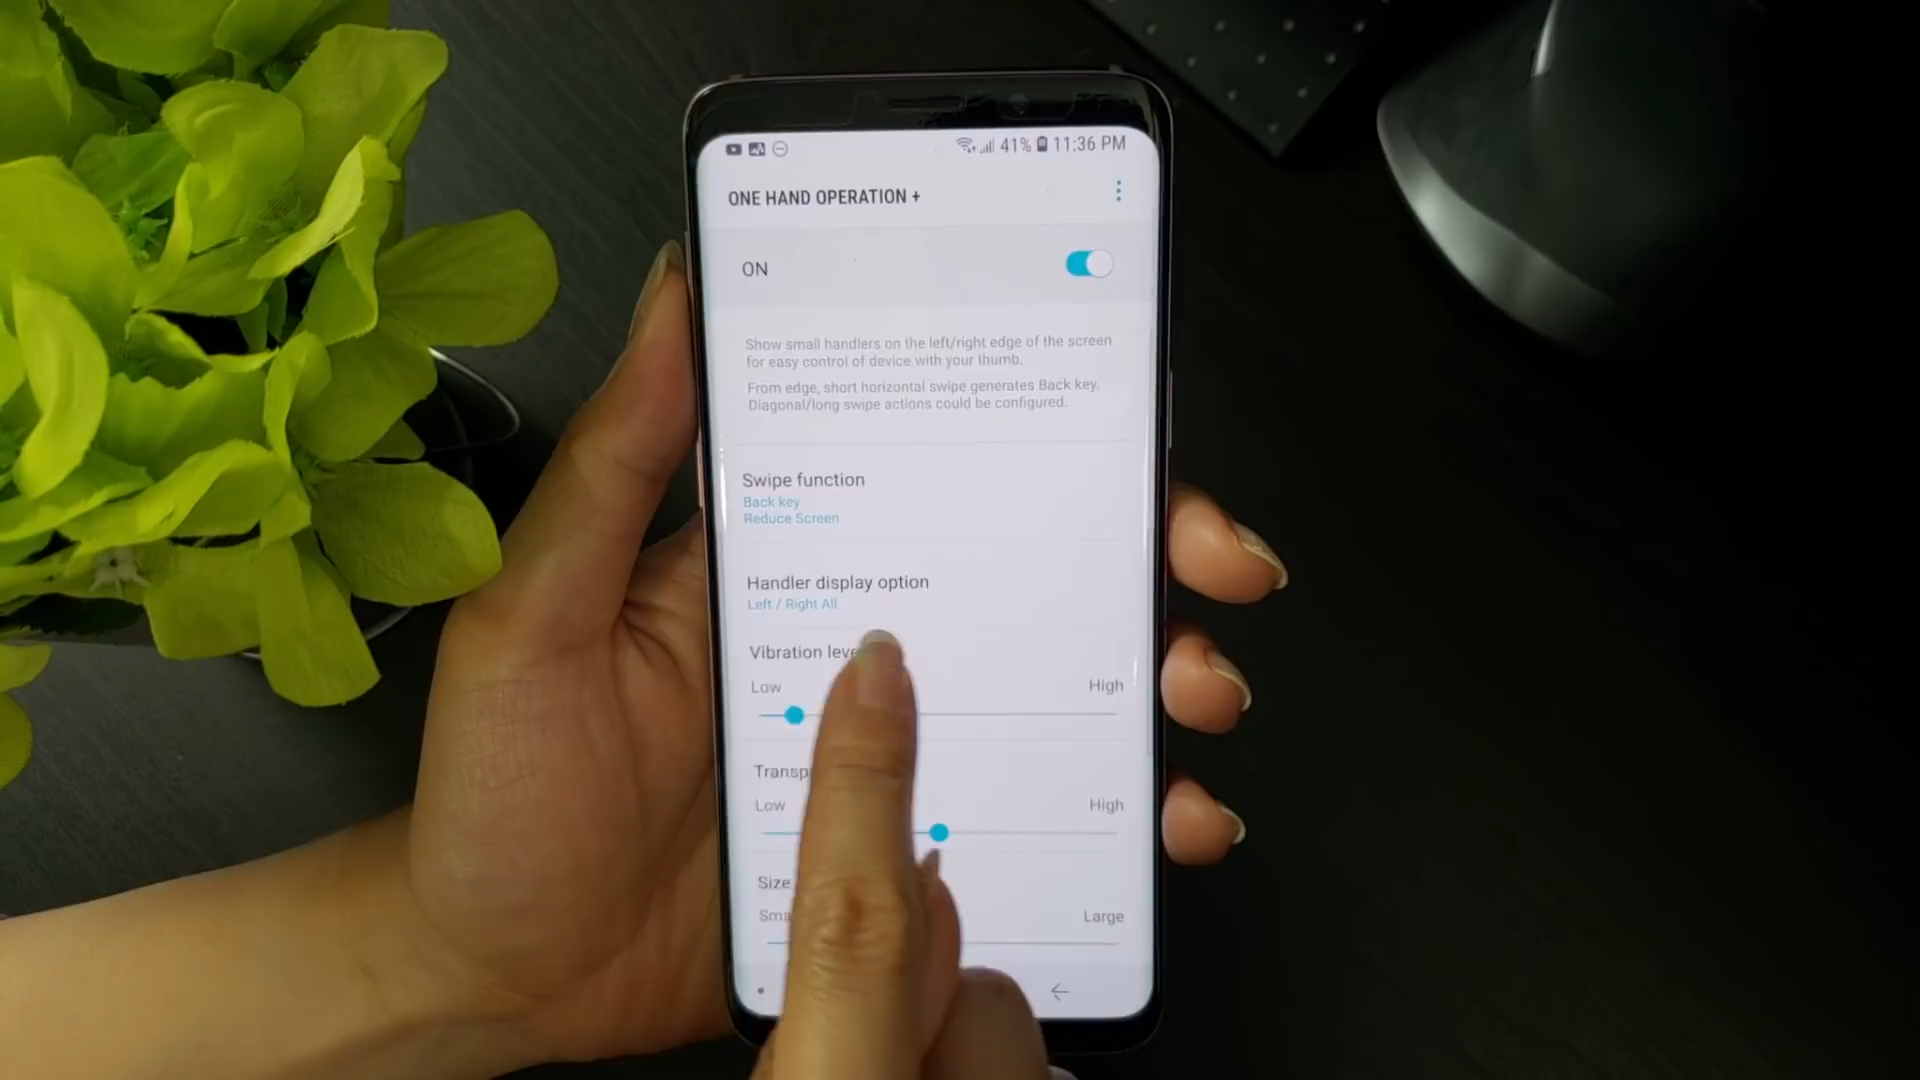 41% 11:36 PM
ONE HAND OPERATION +
ON
Show small handlers on the left/right edge of the screen
for easy control of device with your thumb.
From edge, short horizontal swipe generates Back key.
Diagonal/long swipe actions could be configured.
Swipe function
Back key
Reduce Screen
Handler display option
Left / Right All
Vibration leve
Low High
Transp
Low High
Size
Sma Large